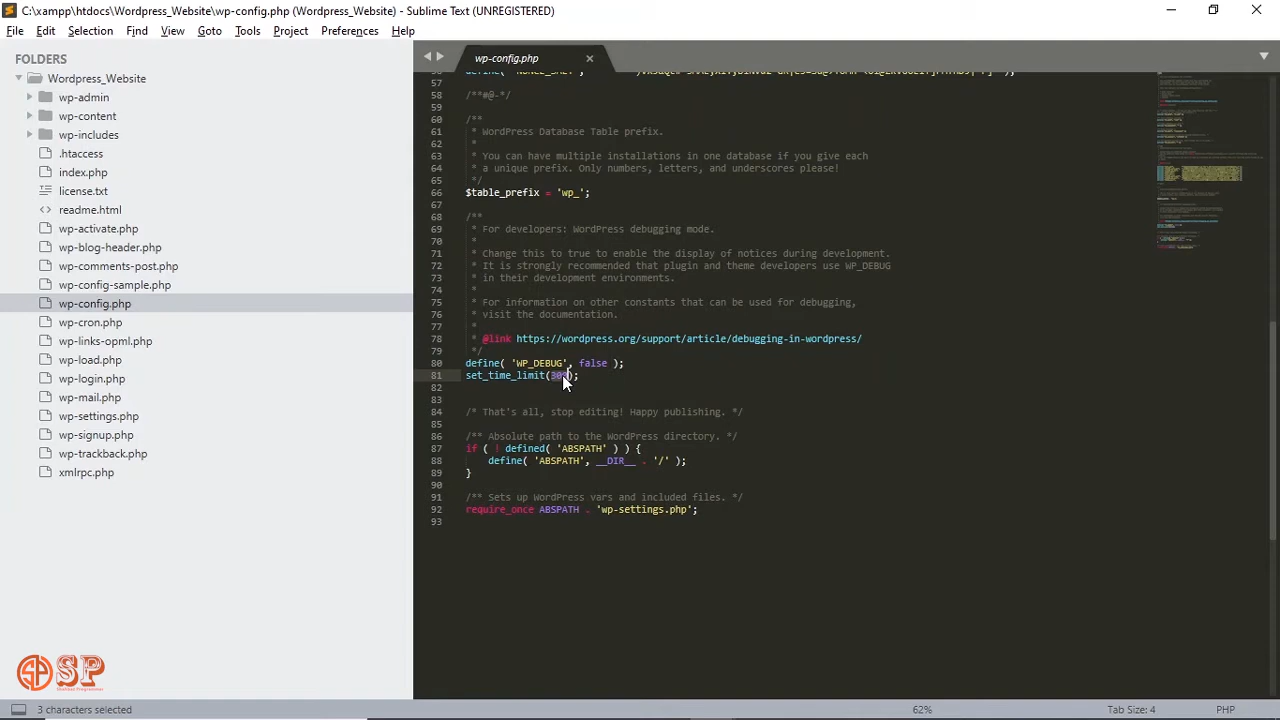 C:\xampp\htdocs\Wordpress_Website\wp-config.php (Wordpress_Website) - Sublime Text (UNREGISTERED)
File Edit Selection Find View Goto Tools Project Preferences Help
FOLDERS
Wordpress_Website
wp-admin
wp-content
wp-includes
.htaccess
index.php
license.txt
readme.html
wp-activate.php
wp-blog-header.php
wp-comments-post.php
wp-config-sample.php
wp-config.php
wp-cron.php
wp-links-opml.php
wp-load.php
wp-login.php
wp-mail.php
wp-settings.php
wp-signup.php
wp-trackback.php
xmlrpc.php
SP
wp-config.php
57
58 /**#@-*/
59
60 /**
61 * WordPress Database Table prefix.
62 *
63 * You can have multiple installations in one database if you give each
64 * a unique prefix. Only numbers, letters, and underscores please!
65 */
66 $table_prefix = 'wp_';
67
68 /**
69 * For developers: WordPress debugging mode.
70 *
71 * Change this to true to enable the display of notices during development.
72 * It is strongly recommended that plugin and theme developers use WP_DEBUG
73 * in their development environments.
74 *
75 * For information on other constants that can be used for debugging,
76 * visit the documentation.
77 *
78 * @link https://wordpress.org/support/article/debugging-in-wordpress/
79 */
80 define( 'WP_DEBUG', false );
81 set_time_limit( );
82
83
84 /* That's all, stop editing! Happy publishing. */
85
86 /** Absolute path to the WordPress directory. */
87 if ( ! defined( 'ABSPATH' ) ) {
88 define( 'ABSPATH', __DIR__ . '/' );
89 }
90
91 /** Sets up WordPress vars and included files. */
92 require_once ABSPATH . 'wp-settings.php';
93
3 characters selected
62%
Tab Size: 4
PHP